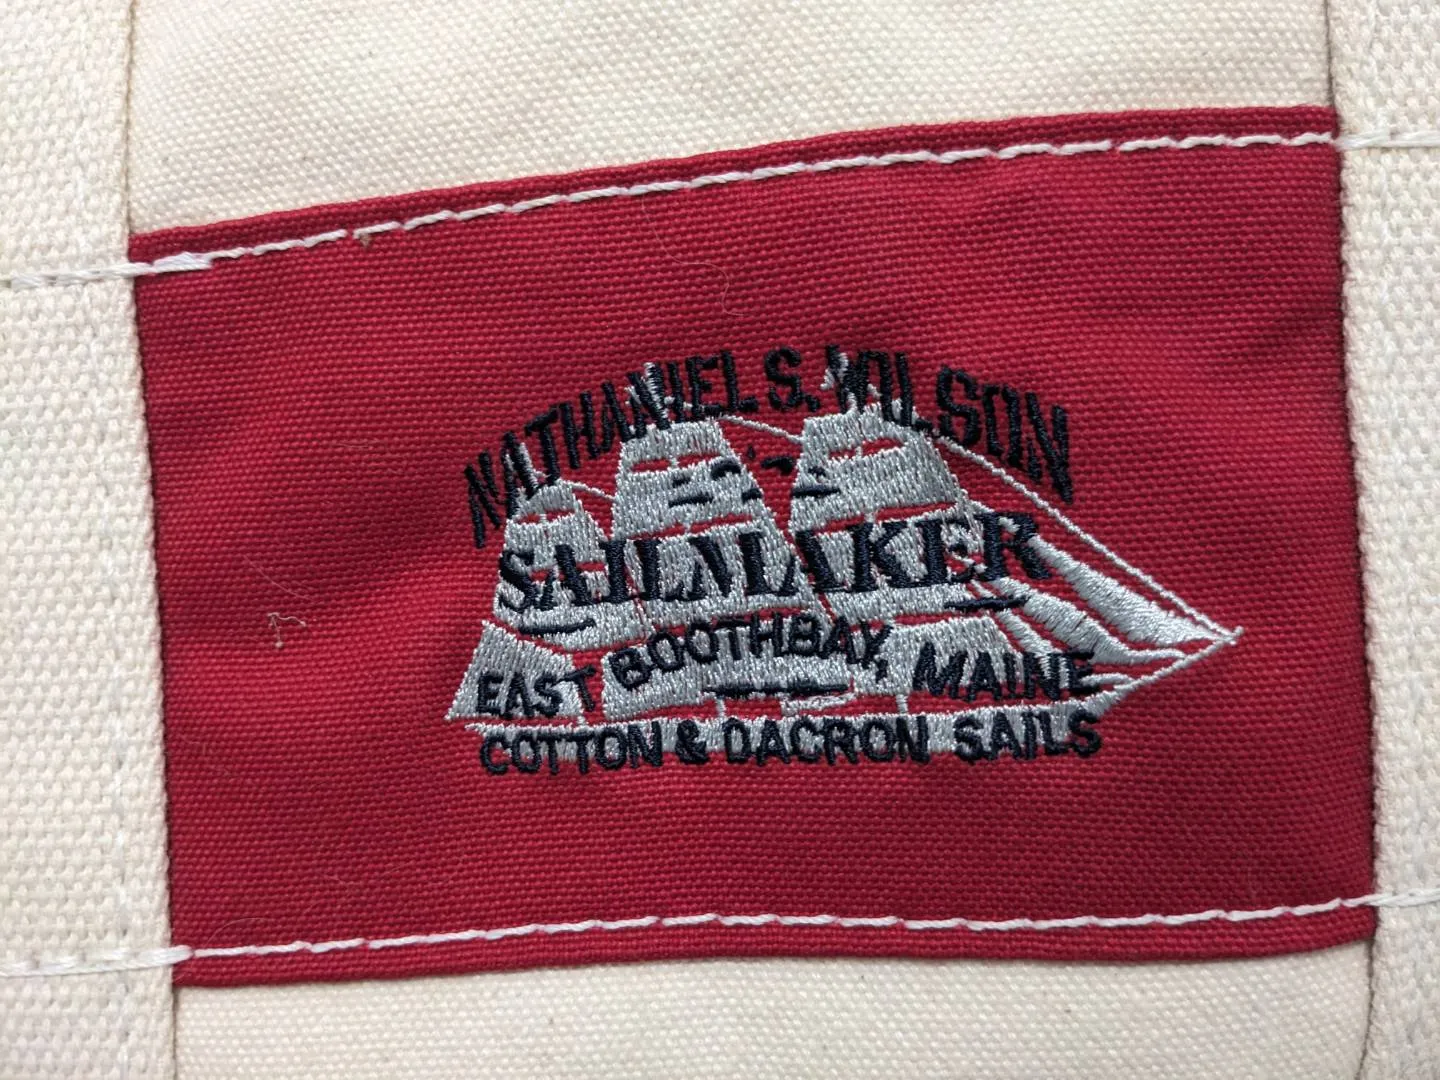 NATHANIEL S. WILSON
SAILMAKER
EAST BOOTHBAY, MAINE
COTTON & DACRON SAILS